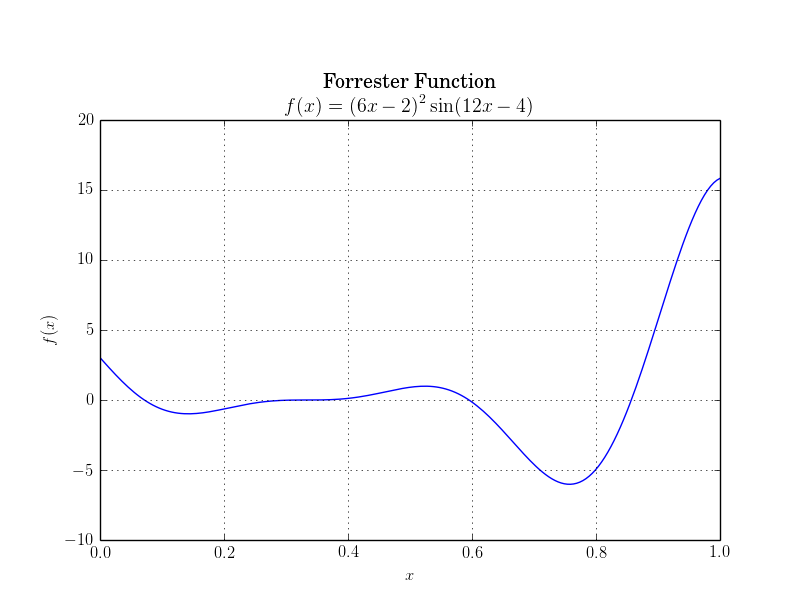 Forrester Function
f(x) = (6x − 2)² sin(12x − 4)
20
15
10
5
0
−5
−10
f(x)
0.0 0.2 0.4 0.6 0.8 1.0
x